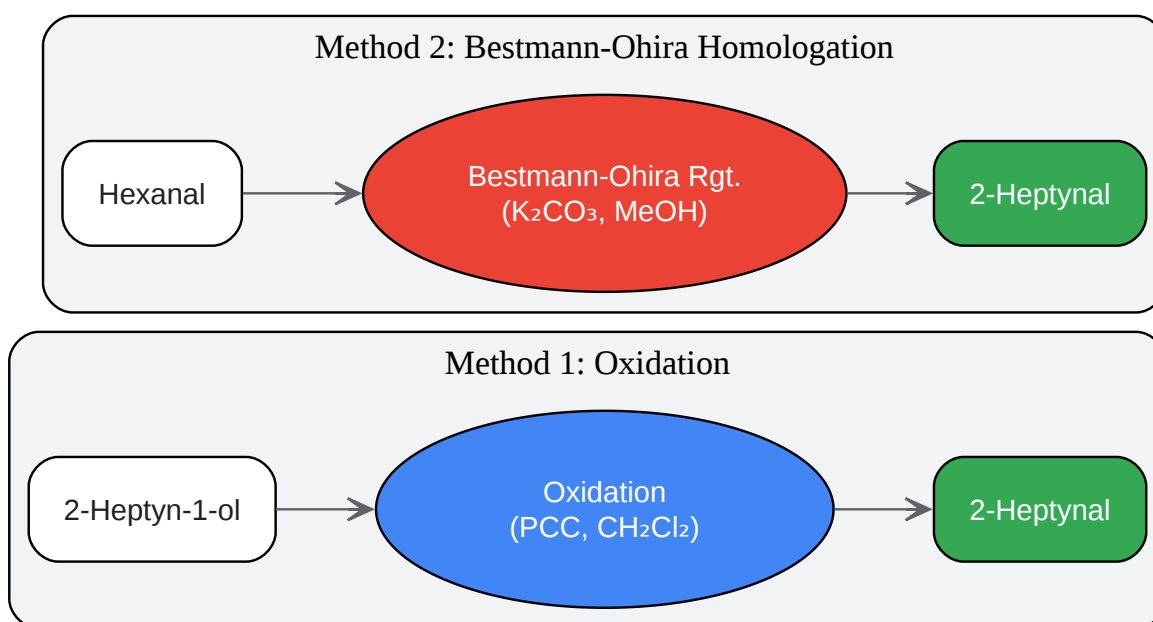 Method 2: Bestmann-Ohira Homologation
Hexanal
Bestmann-Ohira Rgt.
(K₂CO₃, MeOH)
2-Heptynal
Method 1: Oxidation
2-Heptyn-1-ol
Oxidation
(PCC, CH₂Cl₂)
2-Heptynal